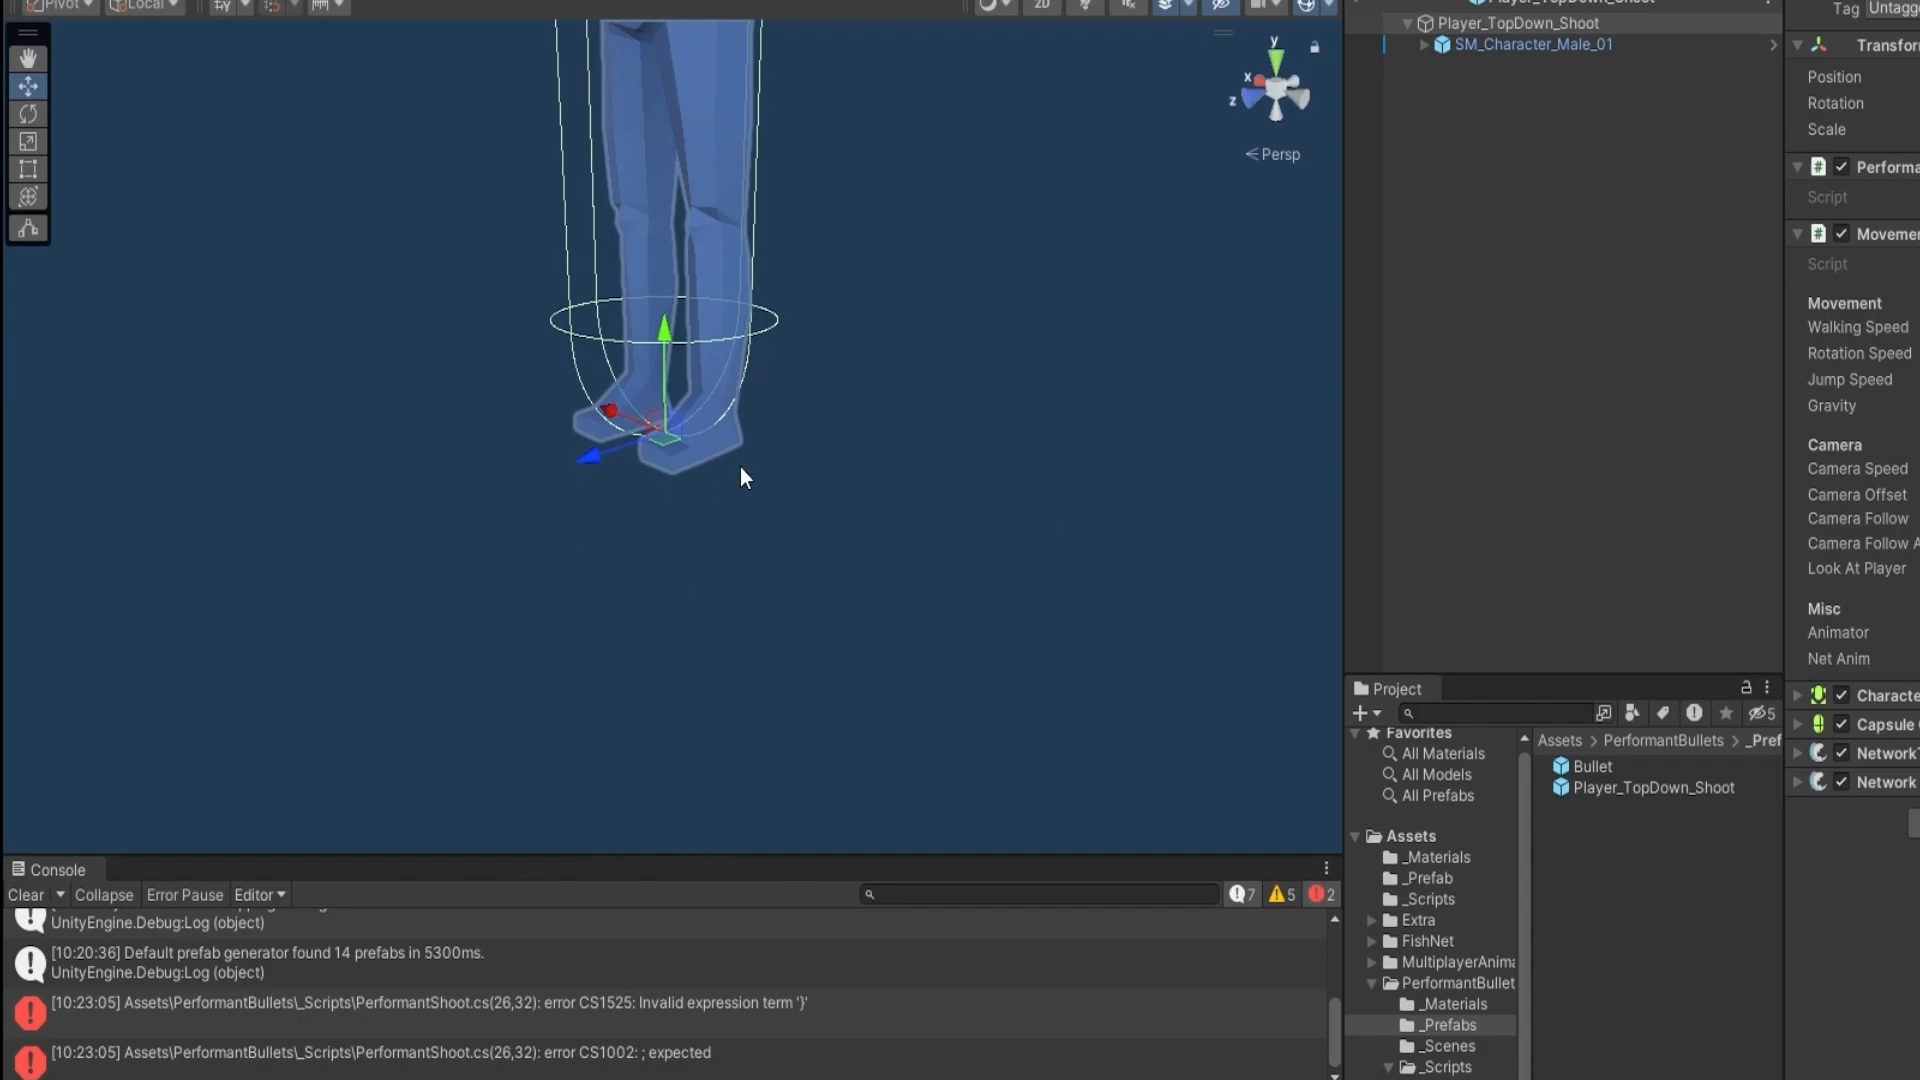 Pivot
Local
2D
Player_TopDown_Shoot
Player_TopDown_Shoot
SM_Character_Male_01
y
x
z
< Persp
Tag Untagg
Transfor
Position
Rotation
Scale
Performa
Script
Movemen
Script
Movement
Walking Speed
Rotation Speed
Jump Speed
Gravity
Camera
Camera Speed
Camera Offset
Camera Follow
Camera Follow A
Look At Player
Misc
Animator
Net Anim
Characte
Capsule
Network
Network
Project
5
Favorites
All Materials
All Models
All Prefabs
Assets
_Materials
_Prefab
_Scripts
Extra
FishNet
MultiplayerAnima
PerformantBullet
_Materials
_Prefabs
_Scenes
_Scripts
Assets > PerformantBullets > _Pref
Bullet
Player_TopDown_Shoot
Console
Clear Collapse Error Pause Editor 7 5 2
UnityEngine.Debug:Log (object)
[10:20:36] Default prefab generator found 14 prefabs in 5300ms.
UnityEngine.Debug:Log (object)
[10:23:05] Assets\PerformantBullets\_Scripts\PerformantShoot.cs(26,32): error CS1525: Invalid expression term '}'
[10:23:05] Assets\PerformantBullets\_Scripts\PerformantShoot.cs(26,32): error CS1002: ; expected